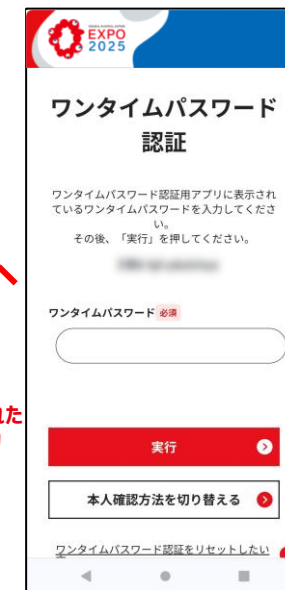 EXPO
2025
ワンタイムパスワード
認証
ワンタイムパスワード認証用アプリに表示され
ているワンタイムパスワードを入力してくださ
い。
その後、「実行」を押してください。
ワンタイムパスワード 必須
れた
実行
本人確認方法を切り替える
ワンタイムパスワード認証をリセットしたい